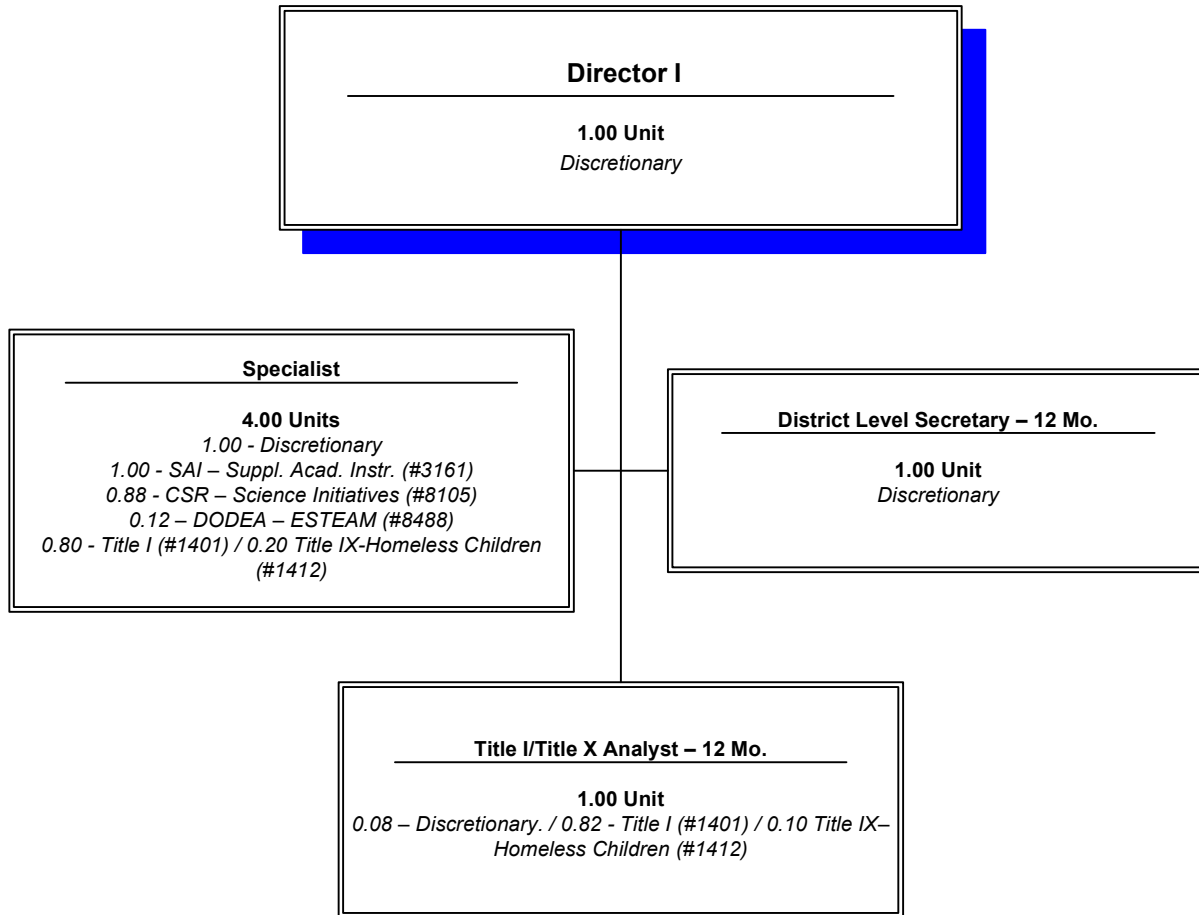 Director I
1.00 Unit
Discretionary
Specialist
4.00 Units
1.00 - Discretionary
1.00 - SAI – Suppl. Acad. Instr. (#3161)
0.88 - CSR – Science Initiatives (#8105)
0.12 – DODEA – ESTEAM (#8488)
0.80 - Title I (#1401) / 0.20 Title IX-Homeless Children
(#1412)
District Level Secretary – 12 Mo.
1.00 Unit
Discretionary
Title I/Title X Analyst – 12 Mo.
1.00 Unit
0.08 – Discretionary. / 0.82 - Title I (#1401) / 0.10 Title IX–
Homeless Children (#1412)